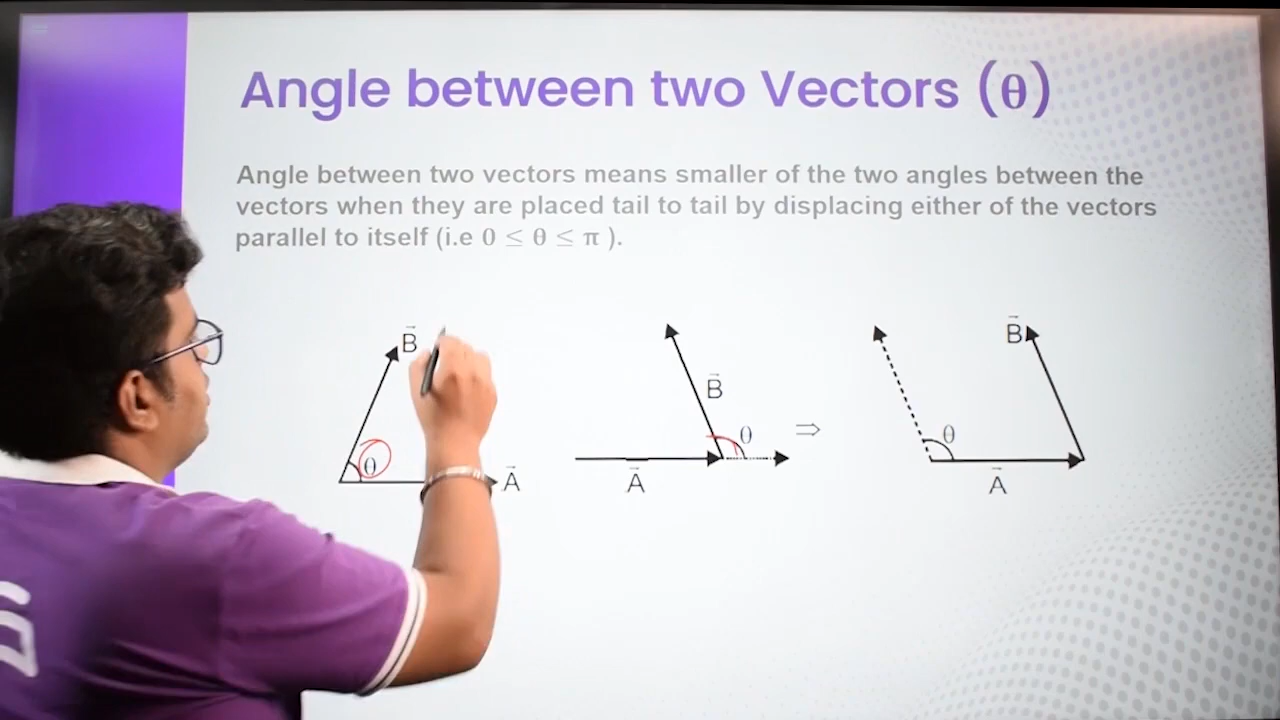 Angle between two Vectors (θ)
Angle between two vectors means smaller of the two angles between the
vectors when they are placed tail to tail by displacing either of the vectors
parallel to itself (i.e 0 ≤ θ ≤ π ).
B⃗
θ
A⃗
B⃗
θ
⇒
A⃗
B⃗
θ
A⃗